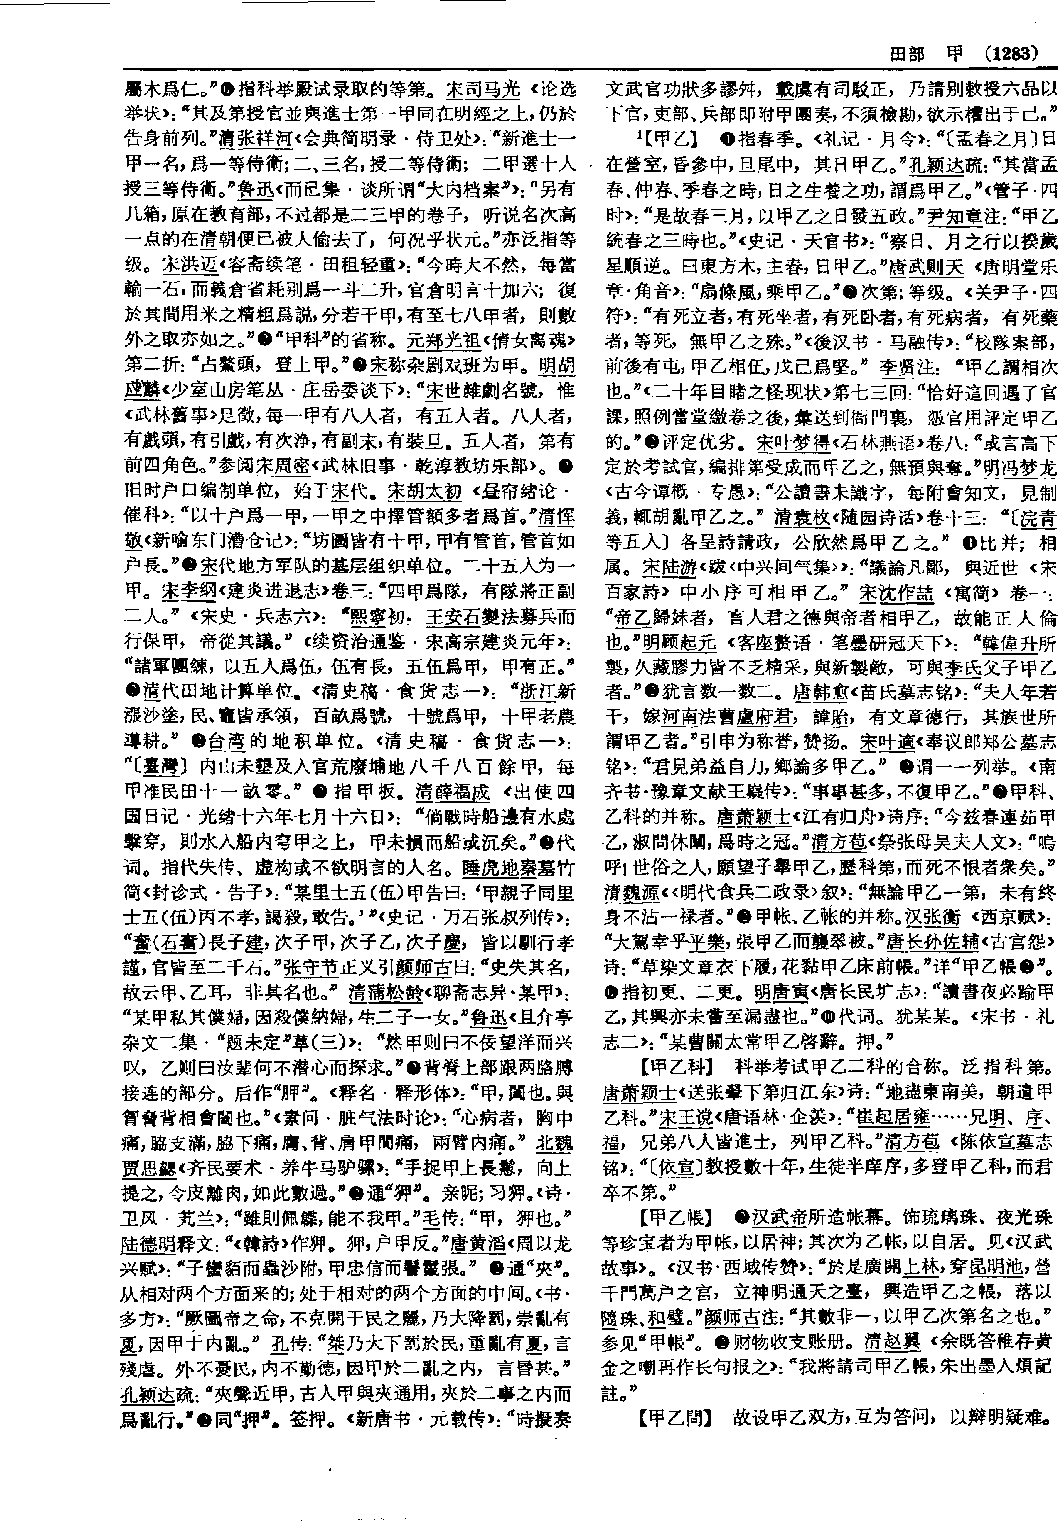 田部 甲 (1283)
屬木爲仁。”●指科举殿试录取的等第。宋司马光《论选
举状》：“其及第授官並與進士第一甲同在明經之上，仍於
告身前列。”清张祥河《会典简明录·侍卫处》：“新進士一
甲一名，爲一等侍衛；二、三名，授二等侍衛；二甲選十人
授三等侍衛。”鲁迅《而已集·谈所谓“大内档案”》：“另有
几箱，原在教育部，不过都是二三甲的卷子，听说名次高
一点的在清朝便已被人偷去了，何况乎状元。”亦泛指等
级。宋洪迈《容斋续笔·田租轻重》：“今時大不然，每當
輸一石，而義倉省耗别爲一斗二升，官倉明言十加六；復
於其間用米之精粗爲説，分若干甲，有至七八甲者，則數
外之取亦如之。”●“甲科”的省称。元郑光祖《倩女离魂》
第二折：“占鰲頭，登上甲。”●宋称杂剧双班为甲。明胡
应麟《少室山房笔丛·庄岳委谈下》：“宋世雜劇名號，惟
《武林舊事》足徵，每一甲有八人者，有五人者。八人者，
有戲頭，有引戲，有次浄，有副末，有裝旦。五人者，第有
前四角色。”参阅宋周密《武林旧事·乾淳教坊乐部》。●
旧时户口编制单位，始于宋代。宋胡太初《昼帘绪论·
催科》：“以十户爲一甲，一甲之中擇管額多者爲首。”清恽
敬《新喻东门漕仓记》：“坊圖皆有十甲，甲有管首，管首如
户長。”●宋代地方军队的基层组织单位。二十五人为一
甲。宋李纲《建炎进退志》卷三：“四甲爲隊，有隊將正副
二人。”《宋史·兵志六》：“熙寧初，王安石變法募兵而
行保甲，帝從其議。”《续资治通鉴·宋高宗建炎元年》：
“諸軍團練，以五人爲伍，伍有長，五伍爲甲，甲有正。”
●清代田地计算单位。《清史稿·食货志一》：“浙江新
漲沙塗，民、竈皆承領，百畝爲號，十號爲甲，十甲老農
導耕。”●台湾的地积单位。《清史稿·食货志一》：
“〔臺灣〕内山未墾及入官荒廢埔地八千八百餘甲，每
甲准民田十一畝零。”●指甲板。清薛福成《出使四
国日记·光绪十六年七月十六日》：“倘戰時船邊有水處
擊穿，則水入船内穹甲之上，甲未損而船或沉矣。”●代
词。指代失传、虚构或不欲明言的人名。睡虎地秦墓竹
简《封诊式·告子》：“某里士五(伍)甲告曰：‘甲親子同里
士五(伍)丙不孝，謁殺，敢告。’”《史记·万石张叔列传》：
“奮(石奮)長子建，次子甲，次子乙，次子慶，皆以馴行孝
謹，官皆至二千石。”张守节正义引颜师古曰：“史失其名，
故云甲、乙耳，非其名也。”清蒲松龄《聊斋志异·某甲》：
“某甲私其僕婦，因殺僕納婦，生二子一女。”鲁迅《且介亭
杂文二集·“题未定”草(三)》：“然甲则曰不佞望洋而兴
叹，乙则曰汝辈何不潜心而探求。”●背脊上部跟两胳膊
接连的部分。后作“胛”。《释名·释形体》：“甲，闔也。與
胷脅背相會闔也。”《素问·脏气法时论》：“心病者，胸中
痛，脇支滿，脇下痛，膺、背、肩甲間痛，兩臂内痛。”北魏
贾思勰《齐民要术·养牛马驴骡》：“手捉甲上長鬉，向上
提之，令皮離肉，如此數過。”●通“狎”。亲昵；习狎。《诗·
卫风·芄兰》：“雖則佩韘，能不我甲。”毛传：“甲，狎也。”
陆德明释文：“《韓詩》作狎。狎，户甲反。”唐黄滔《周以龙
兴赋》：“子蠻貊而蟲沙附，甲忠信而鬢鬣張。”●通“夾”。
从相对两个方面来的；处于相对的两个方面的中间。《书·
多方》：“厥圖帝之命，不克開于民之麗，乃大降罰，崇亂有
夏，因甲于内亂。”孔传：“桀乃大下罰於民，重亂有夏，言
殘虐。外不憂民，内不勤德，因甲於二亂之内，言昬甚。”
孔颖达疏：“夾聲近甲，古人甲與夾通用，夾於二事之内而
爲亂行。”●同“押”。签押。《新唐书·元载传》：“時擬奏
文武官功狀多謬舛，載虞有司駁正，乃請别敕授六品以
下官，吏部、兵部即附甲團奏，不須檢勘，欲示權出于己。”
¹【甲乙】 ●指春季。《礼记·月令》：“〔孟春之月〕日
在營室，昏參中，旦尾中，其日甲乙。”孔颖达疏：“其當孟
春、仲春、季春之時，日之生養之功，謂爲甲乙。”《管子·四
时》：“是故春三月，以甲乙之日發五政。”尹知章注：“甲乙
統春之三時也。”《史记·天官书》：“察日、月之行以揆歲
星順逆。曰東方木，主春，日甲乙。”唐武则天《唐明堂乐
章·角音》：“扇條風，乘甲乙。”●次第；等级。《关尹子·四
符》：“有死立者，有死坐者，有死卧者，有死病者，有死藥
者，等死，無甲乙之殊。”《後汉书·马融传》：“校隊案部，
前後有屯，甲乙相伍，戊己爲堅。”李贤注：“甲乙謂相次
也。”《二十年目睹之怪现状》第七三回：“恰好這回遇了官
課，照例當堂繳卷之後，彙送到衙門裏，憑官用評定甲乙
的。”●评定优劣。宋叶梦得《石林燕语》卷八：“或言高下
定於考試官，編排第受成而甲乙之，無預與奪。”明冯梦龙
《古今谭概·专愚》：“公讀書未識字，每附會知文，見制
義，輒胡亂甲乙之。”清袁枚《随园诗话》卷十三：“〔浣青
等五人〕各呈詩請政，公欣然爲甲乙之。”●比并；相
属。宋陆游《跋〈中兴间气集〉》：“議論凡鄙，與近世《宋
百家詩》中小序可相甲乙。”宋沈作喆《寓简》卷一：
“帝乙歸妹者，言人君之德與帝者相甲乙，故能正人倫
也。”明顾起元《客座赘语·笔墨研冠天下》：“韓偉升所
製，久藏膠力皆不乏精采，與新製敵，可與李氏父子甲乙
者。”●犹言数一数二。唐韩愈《苗氏墓志铭》：“夫人年若
干，嫁河南法曹盧府君，諱貽，有文章德行，其族世所
謂甲乙者。”引申为称誉，赞扬。宋叶適《奉议郎郑公墓志
铭》：“君兄弟益自力，鄉論多甲乙。”●谓一一列举。《南
齐书·豫章文献王嶷传》：“事事甚多，不復甲乙。”●甲科、
乙科的并称。唐萧颖士《江有归舟》诗序：“今兹春連茹甲
乙，淑問休闡，爲時之冠。”清方苞《祭张母吴夫人文》：“嗚
呼！世俗之人，願望子舉甲乙，歷科第，而死不恨者衆矣。”
清魏源《〈明代食兵二政录〉叙》：“無論甲乙一第，未有終
身不沾一禄者。”●甲帐、乙帐的并称。汉张衡《西京赋》：
“大駕幸乎平樂，張甲乙而襲翠被。”唐长孙佐辅《古宫怨》
诗：“草染文章衣下履，花黏甲乙床前帳。”详“甲乙帳●”。
●指初更、二更。明唐寅《唐长民圹志》：“讀書夜必踰甲
乙，其興亦未嘗至漏盡也。”●代词。犹某某。《宋书·礼
志二》：“某曹關太常甲乙啓辭。押。”
【甲乙科】 科举考试甲乙二科的合称。泛指科第。
唐萧颖士《送张翚下第归江东》诗：“地盡東南美，朝遺甲
乙科。”宋王谠《唐语林·企羡》：“崔起居雍……兄明、序、
福，兄弟八人皆進士，列甲乙科。”清方苞《陈依宣墓志
铭》：“〔依宣〕教授數十年，生徒半庠序，多登甲乙科，而君
卒不第。”
【甲乙帳】 ●汉武帝所造帐幕。饰琉璃珠、夜光珠
等珍宝者为甲帐，以居神；其次为乙帐，以自居。见《汉武
故事》。《汉书·西域传赞》：“於是廣開上林，穿昆明池，營
千門萬户之宫，立神明通天之臺，興造甲乙之帳，落以
隨珠、和璧。”颜师古注：“其數非一，以甲乙次第名之也。”
参见“甲帐”。●财物收支账册。清赵翼《余既答稚存黄
金之嘲再作长句报之》：“我將請司甲乙帳，朱出墨入煩記
註。”
【甲乙問】 故设甲乙双方，互为答问，以辩明疑难。